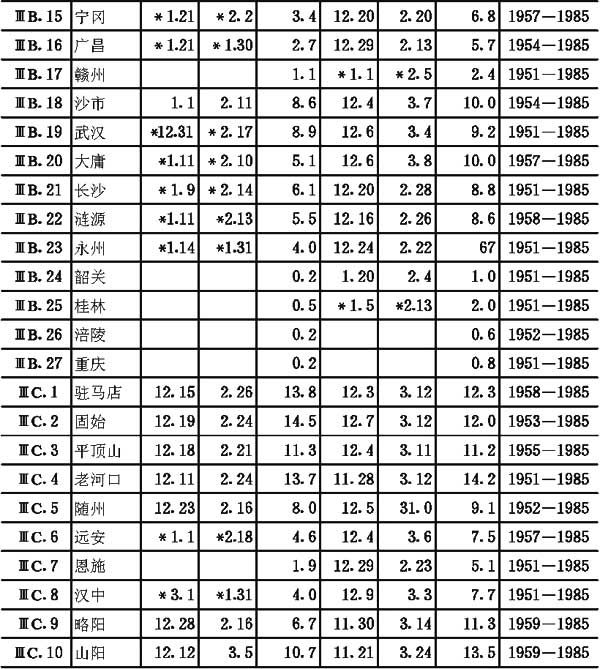 ⅢB.15 宁冈 *1.21 *2.2 3.4 12.20 2.20 6.8 1957—1985
ⅢB.16 广昌 *1.21 *1.30 2.7 12.29 2.13 5.7 1954—1985
ⅢB.17 赣州 1.1 *1.1 *2.5 2.4 1951—1985
ⅢB.18 沙市 1.1 2.11 8.6 12.4 3.7 10.0 1954—1985
ⅢB.19 武汉 *12.31 *2.17 8.9 12.6 3.4 9.2 1951—1985
ⅢB.20 大庸 *1.11 *2.10 5.1 12.6 3.8 10.0 1957—1985
ⅢB.21 长沙 *1.9 *2.14 6.1 12.20 2.28 8.8 1951—1985
ⅢB.22 涟源 *1.11 *2.13 5.5 12.16 2.26 8.6 1958—1985
ⅢB.23 永州 *1.14 *1.31 4.0 12.24 2.22 67 1951—1985
ⅢB.24 韶关 0.2 1.20 2.4 1.0 1951—1985
ⅢB.25 桂林 0.5 *1.5 *2.13 2.0 1951—1985
ⅢB.26 涪陵 0.2 0.6 1952—1985
ⅢB.27 重庆 0.2 0.8 1951—1985
ⅢC.1 驻马店 12.15 2.26 13.8 12.3 3.12 12.3 1958—1985
ⅢC.2 固始 12.19 2.24 14.5 12.7 3.12 12.0 1953—1985
ⅢC.3 平顶山 12.18 2.21 11.3 12.4 3.11 11.2 1955—1985
ⅢC.4 老河口 12.11 2.24 13.7 11.28 3.12 14.2 1951—1985
ⅢC.5 随州 12.23 2.16 8.0 12.5 31.0 9.1 1952—1985
ⅢC.6 远安 *1.1 *2.18 4.6 12.4 3.6 7.5 1957—1985
ⅢC.7 恩施 1.9 12.29 2.23 5.1 1951—1985
ⅢC.8 汉中 *3.1 *1.31 4.0 12.9 3.3 7.7 1951—1985
ⅢC.9 略阳 12.28 2.16 6.7 11.30 3.14 11.3 1959—1985
ⅢC.10 山阳 12.12 3.5 10.7 11.21 3.24 13.5 1959—1985